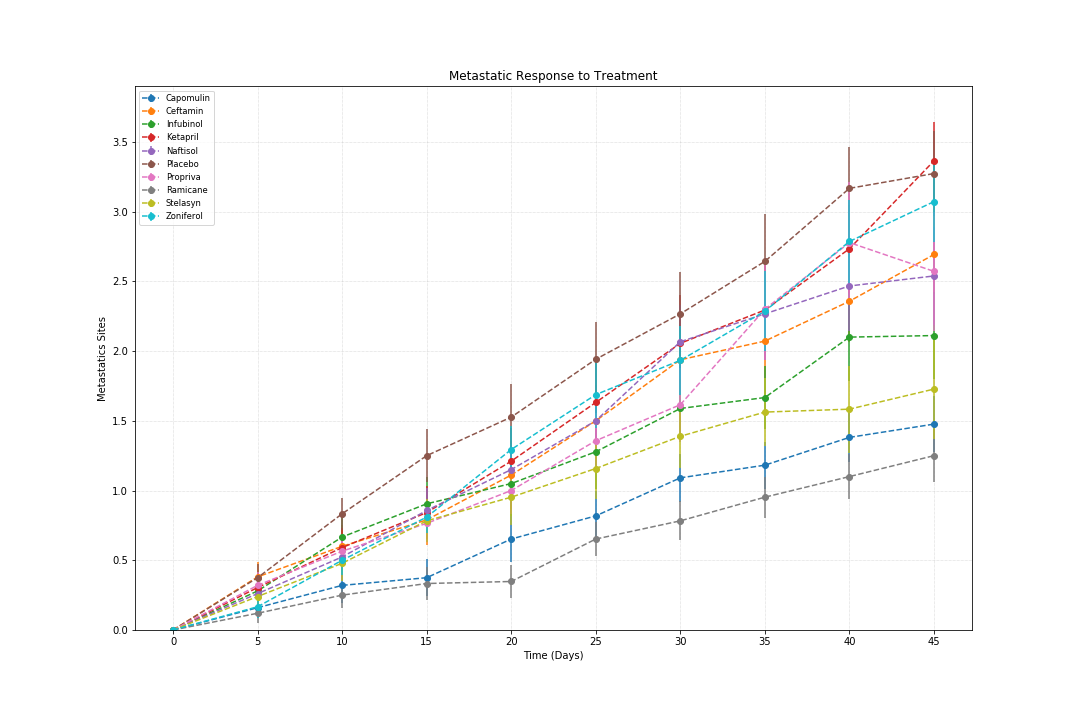 Metastatic Response to Treatment
Capomulin
Ceftamin
Infubinol
Ketapril
Naftisol
Placebo
Propriva
Ramicane
Stelasyn
Zoniferol
3.5
3.0
2.5
2.0
1.5
1.0
0.5
0.0
Metastatics Sites
0 5 10 15 20 25 30 35 40 45
Time (Days)